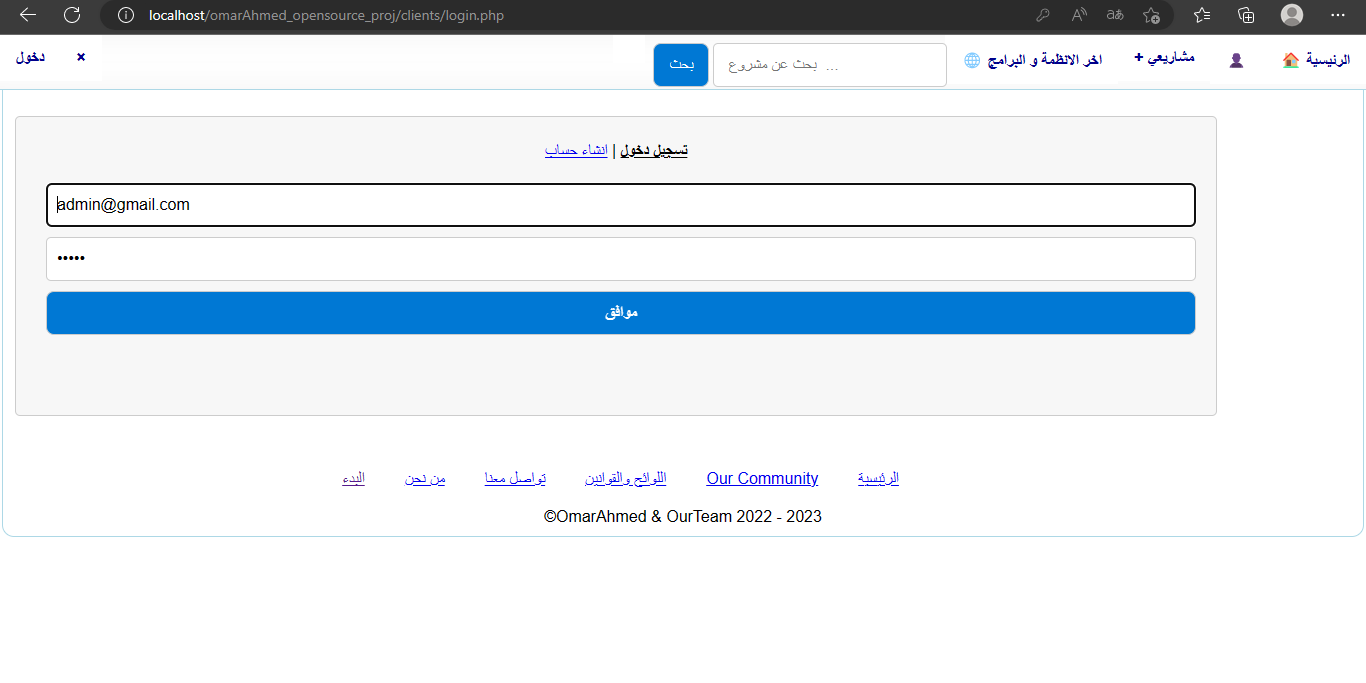 localhost/omarAhmed_opensource_proj/clients/login.php
الرئيسية
مشاريعي +
اخر الانظمة و البرامج
بحث عن مشروع ...
بحث
×
دخول
تسجيل دخول | انشاء حساب
admin@gmail.com
•••••
موافق
الرئيسية Our Community اللوائح والقوانين تواصل معنا من نحن البدء
©OmarAhmed & OurTeam 2022 - 2023